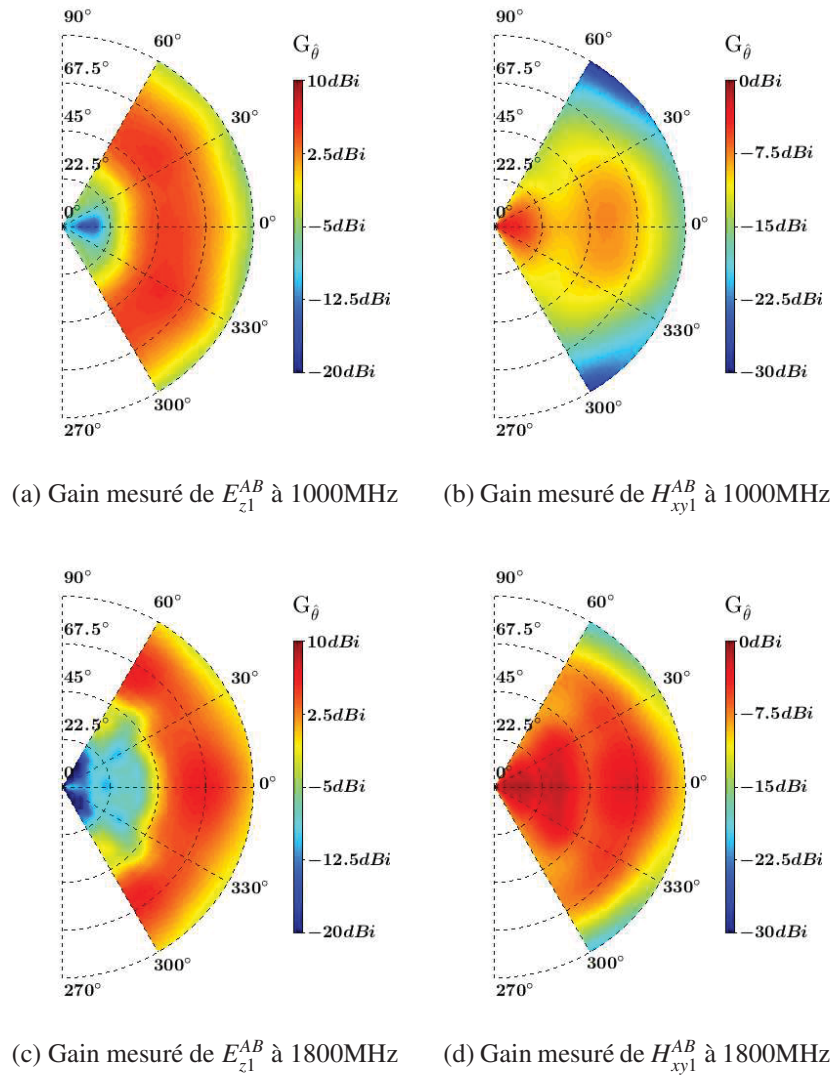 90°
67.5°
45°
22.5°
0°
60°
30°
0°
330°
300°
270°
G_θ̂
10dBi
2.5dBi
−5dBi
−12.5dBi
−20dBi
90°
67.5°
45°
22.5°
0°
60°
30°
0°
330°
300°
270°
G_θ̂
0dBi
−7.5dBi
−15dBi
−22.5dBi
−30dBi
(a) Gain mesuré de E_{z1}^{AB} à 1000MHz
(b) Gain mesuré de H_{xy1}^{AB} à 1000MHz
90°
67.5°
45°
22.5°
0°
60°
30°
0°
330°
300°
270°
G_θ̂
10dBi
2.5dBi
−5dBi
−12.5dBi
−20dBi
90°
67.5°
45°
22.5°
0°
60°
30°
0°
330°
300°
270°
G_θ̂
0dBi
−7.5dBi
−15dBi
−22.5dBi
−30dBi
(c) Gain mesuré de E_{z1}^{AB} à 1800MHz
(d) Gain mesuré de H_{xy1}^{AB} à 1800MHz